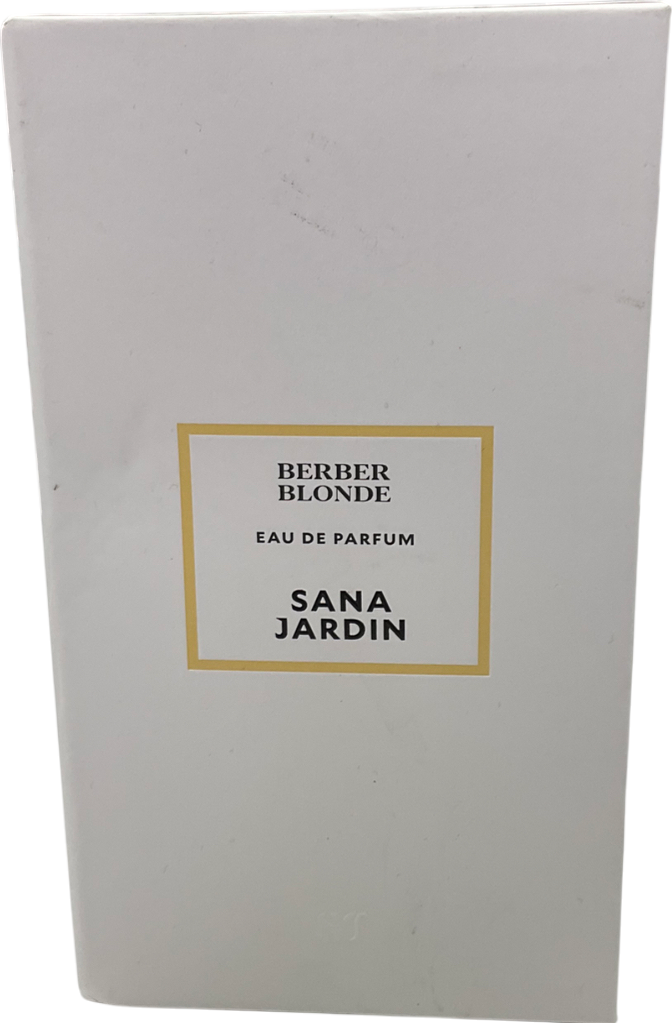 BERBER
BLONDE
EAU DE PARFUM
SANA
JARDIN